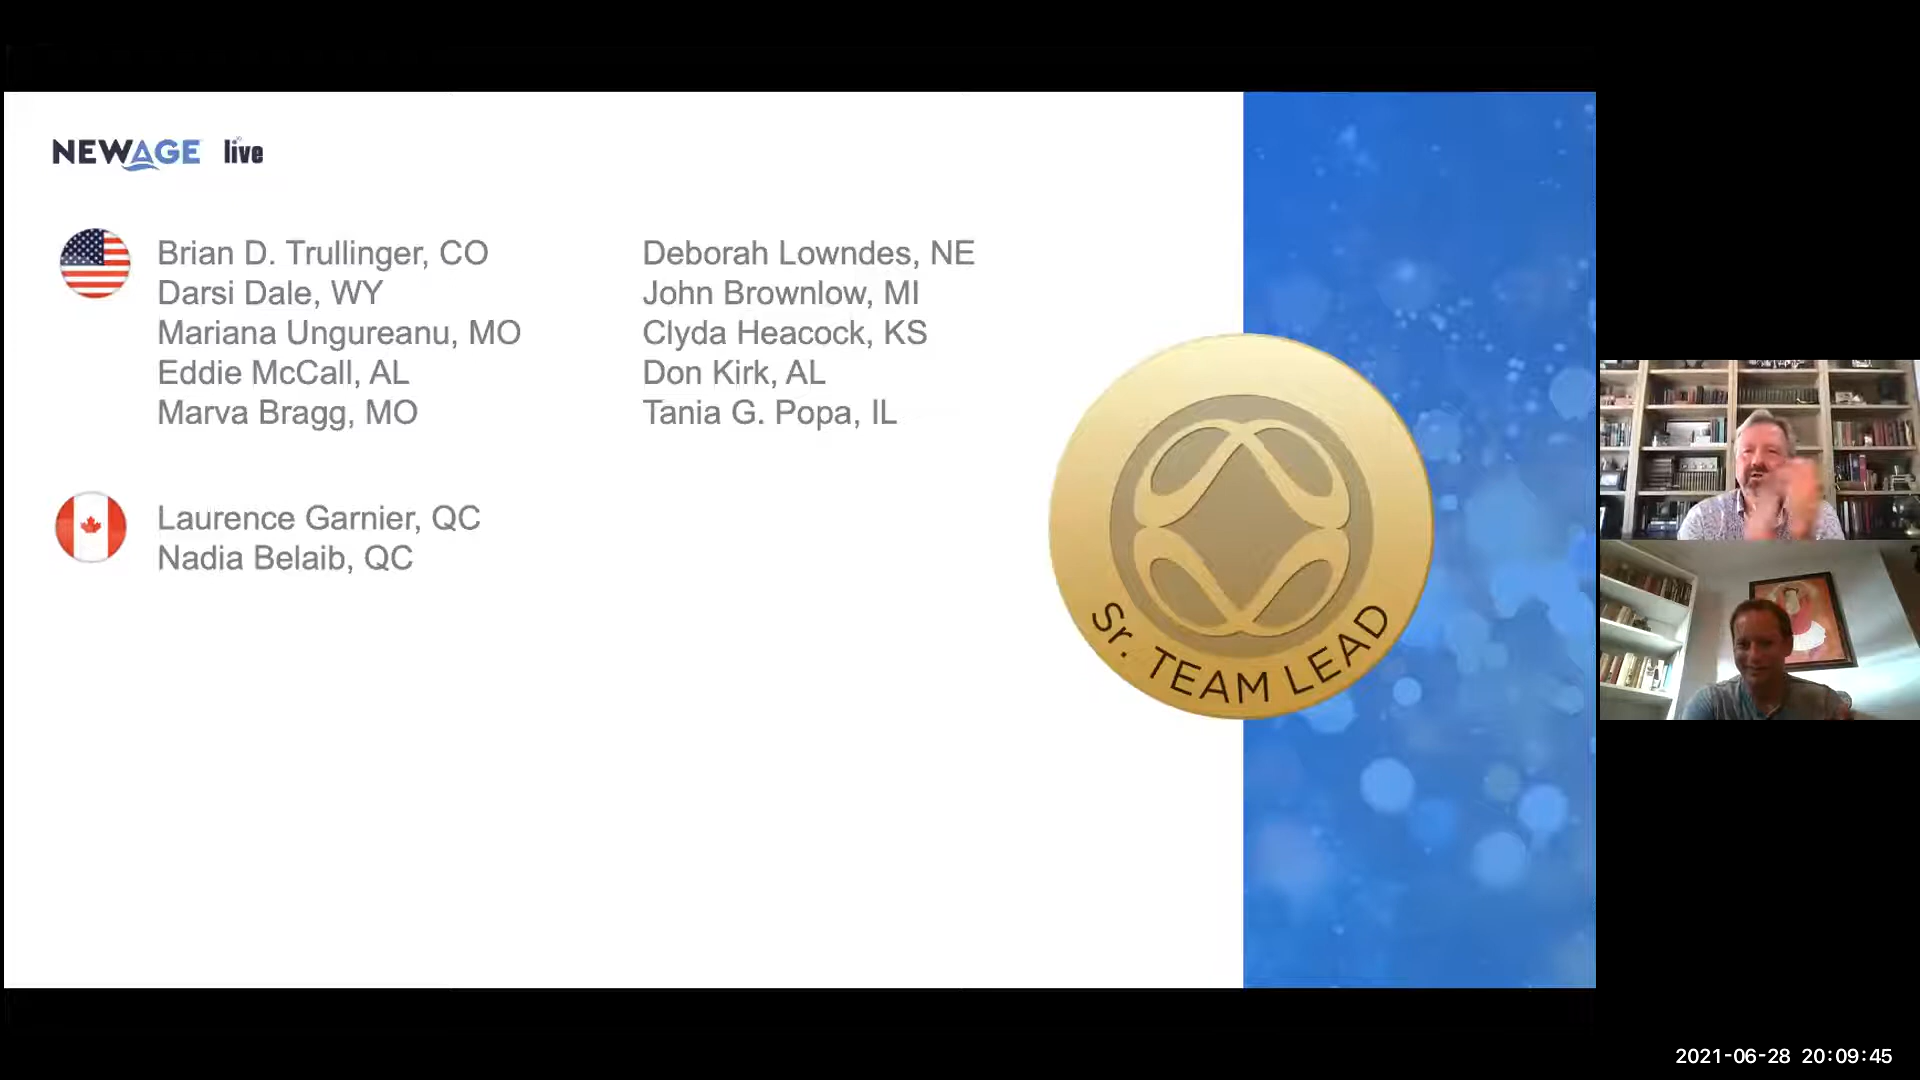 NEWAGE live
Brian D. Trullinger, CO
Darsi Dale, WY
Mariana Ungureanu, MO
Eddie McCall, AL
Marva Bragg, MO
Deborah Lowndes, NE
John Brownlow, MI
Clyda Heacock, KS
Don Kirk, AL
Tania G. Popa, IL
Laurence Garnier, QC
Nadia Belaib, QC
Sr. TEAM LEAD
2021-06-28 20:09:45